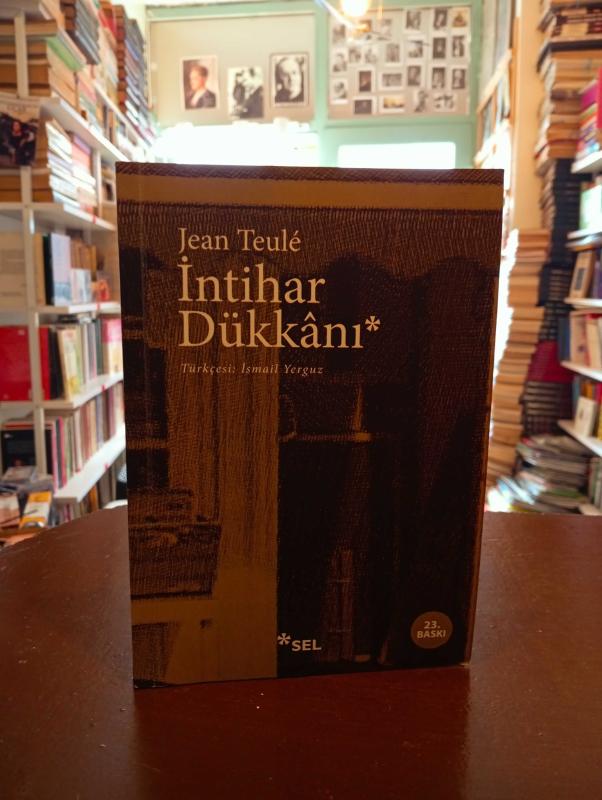 Jean Teulé
İntihar
Dükkânı*
Türkçesi: İsmail Yerguz
*SEL
23.
BASKI